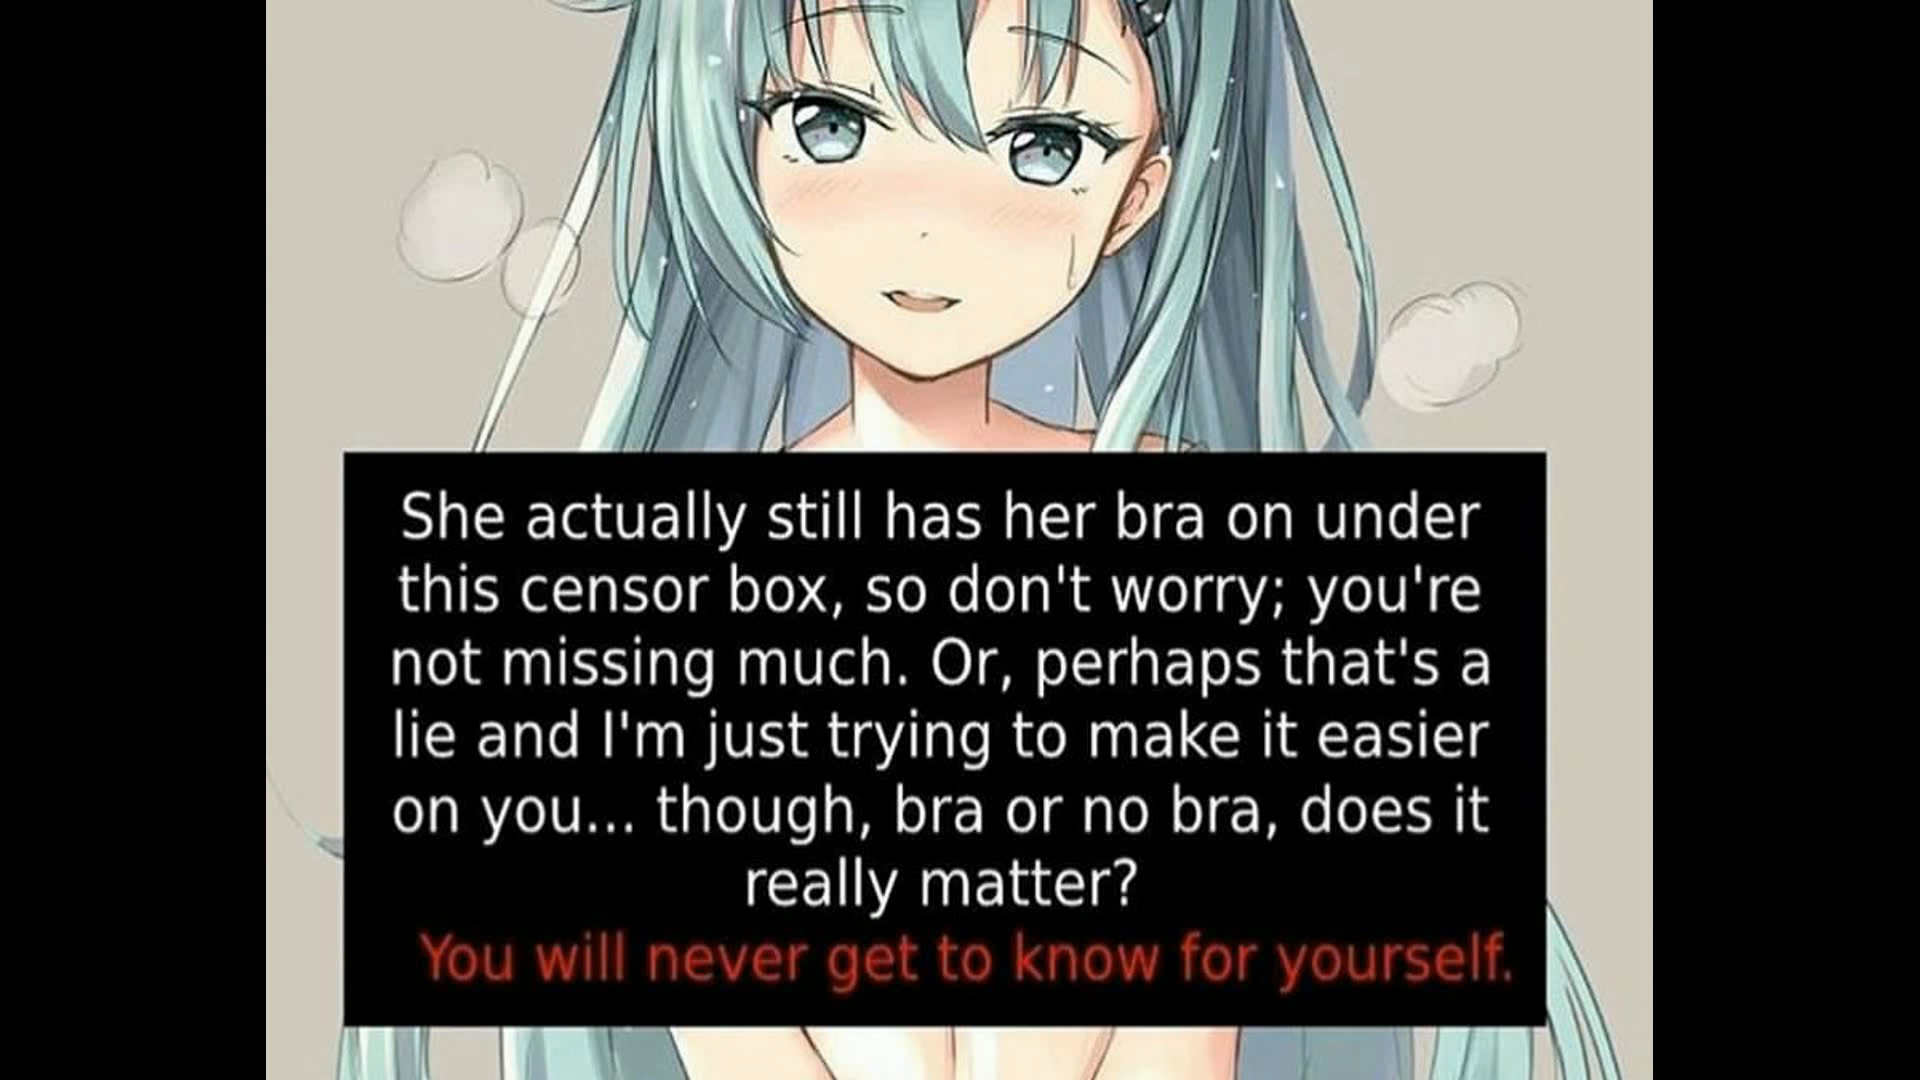 She actually still has her bra on under
this censor box, so don't worry; you're
not missing much. Or, perhaps that's a
lie and I'm just trying to make it easier
on you... though, bra or no bra, does it
really matter?
You will never get to know for yourself.